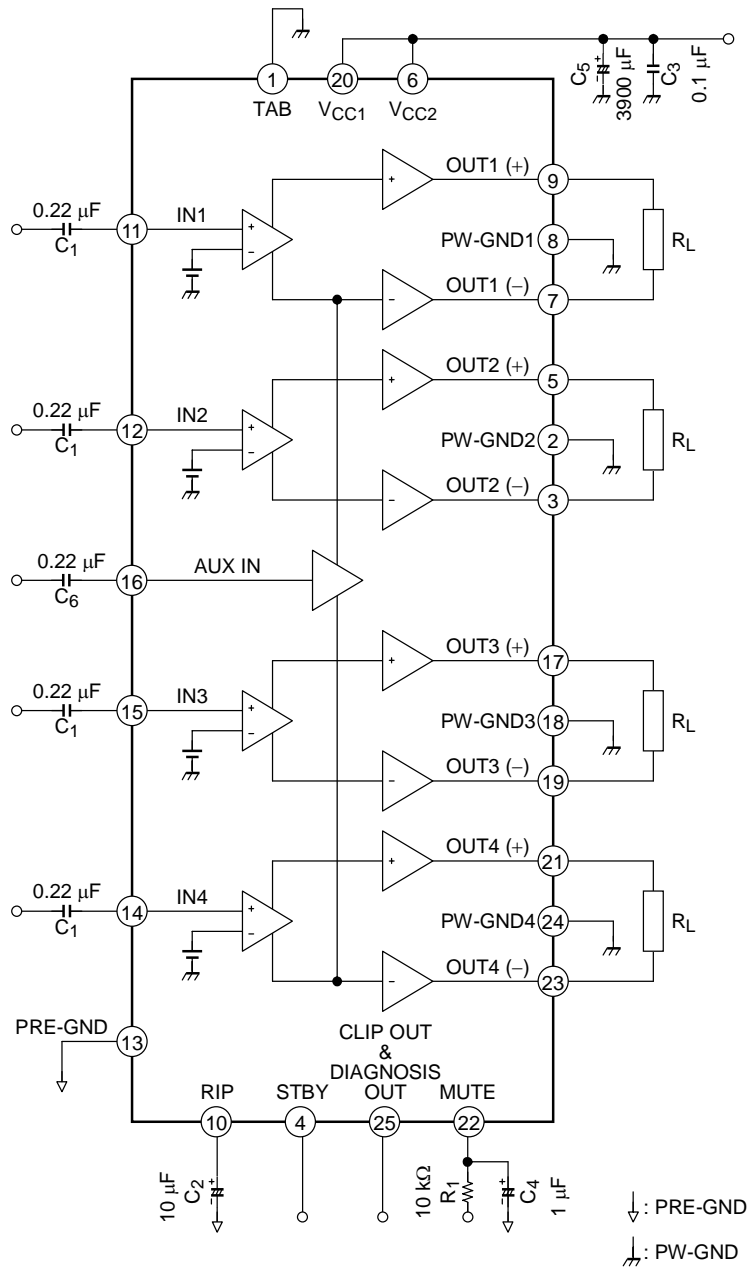 1
TAB
20
VCC1
6
VCC2
C5
3900 µF
C3
0.1 µF
0.22 µF
C1
11
IN1
+
−
+
OUT1 (+)
9
PW-GND1
8
RL
−
OUT1 (−)
7
0.22 µF
C1
12
IN2
+
−
+
OUT2 (+)
5
PW-GND2
2
RL
−
OUT2 (−)
3
0.22 µF
C6
16
AUX IN
0.22 µF
C1
15
IN3
+
−
+
OUT3 (+)
17
PW-GND3
18
RL
−
OUT3 (−)
19
0.22 µF
C1
14
IN4
+
−
+
OUT4 (+)
21
PW-GND4
24
RL
−
OUT4 (−)
23
PRE-GND
13
CLIP OUT
&
DIAGNOSIS
RIP
STBY
OUT
MUTE
10
4
25
22
10 µF
C2
10 kΩ
R1
C4
1 µF
: PRE-GND
: PW-GND